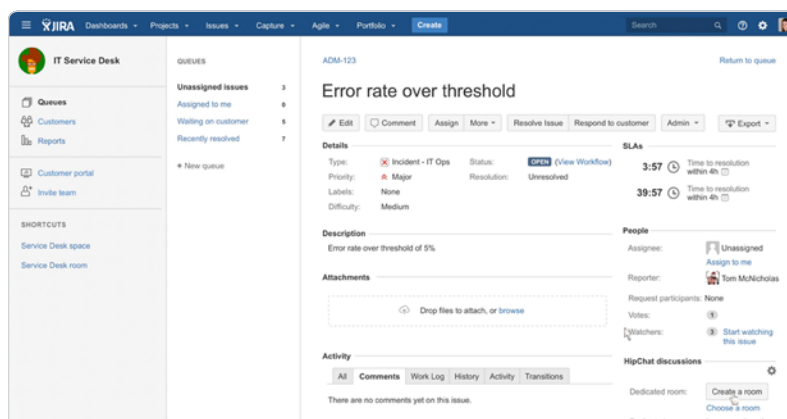 JIRA Dashboards Projects Issues Capture Agile Portfolio Create Search
IT Service Desk
Queues
Customers
Reports
Customer portal
Invite team
SHORTCUTS
Service Desk space
Service Desk room
QUEUES
Unassigned issues 3
Assigned to me 0
Waiting on customer 5
Recently resolved 7
+ New queue
ADM-123 Return to queue
Error rate over threshold
Edit Comment Assign More Resolve Issue Respond to customer Admin Export
Details
Type: Incident - IT Ops Status: OPEN (View Workflow)
Priority: Major Resolution: Unresolved
Labels: None
Difficulty: Medium
Description
Error rate over threshold of 5%
Attachments
Drop files to attach, or browse
Activity
All Comments Work Log History Activity Transitions
There are no comments yet on this issue.
SLAs
3:57 Time to resolution
within 4h
39:57 Time to resolution
within 4h
People
Assignee: Unassigned
Assign to me
Reporter: Tom McNicholas
Request participants: None
Votes: 1
Watchers: 3 Start watching
this issue
HipChat discussions
Dedicated room: Create a room
Choose a room